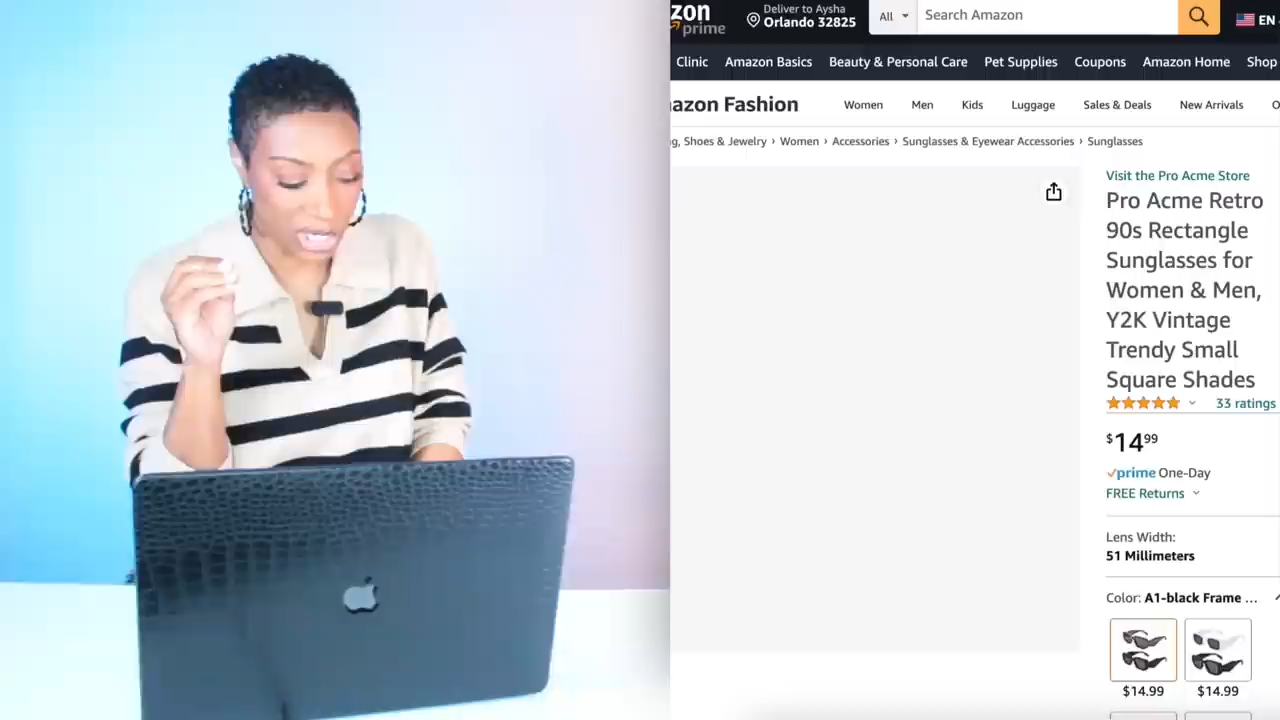 zon
prime
Deliver to Aysha
Orlando 32825
All
Search Amazon
EN
Clinic
Amazon Basics
Beauty & Personal Care
Pet Supplies
Coupons
Amazon Home
Shop
azon Fashion
Women
Men
Kids
Luggage
Sales & Deals
New Arrivals
g, Shoes & Jewelry › Women › Accessories › Sunglasses & Eyewear Accessories › Sunglasses
Visit the Pro Acme Store
Pro Acme Retro
90s Rectangle
Sunglasses for
Women & Men,
Y2K Vintage
Trendy Small
Square Shades
33 ratings
$14.99
prime One-Day
FREE Returns
Lens Width:
51 Millimeters
Color: A1-black Frame ...
$14.99
$14.99